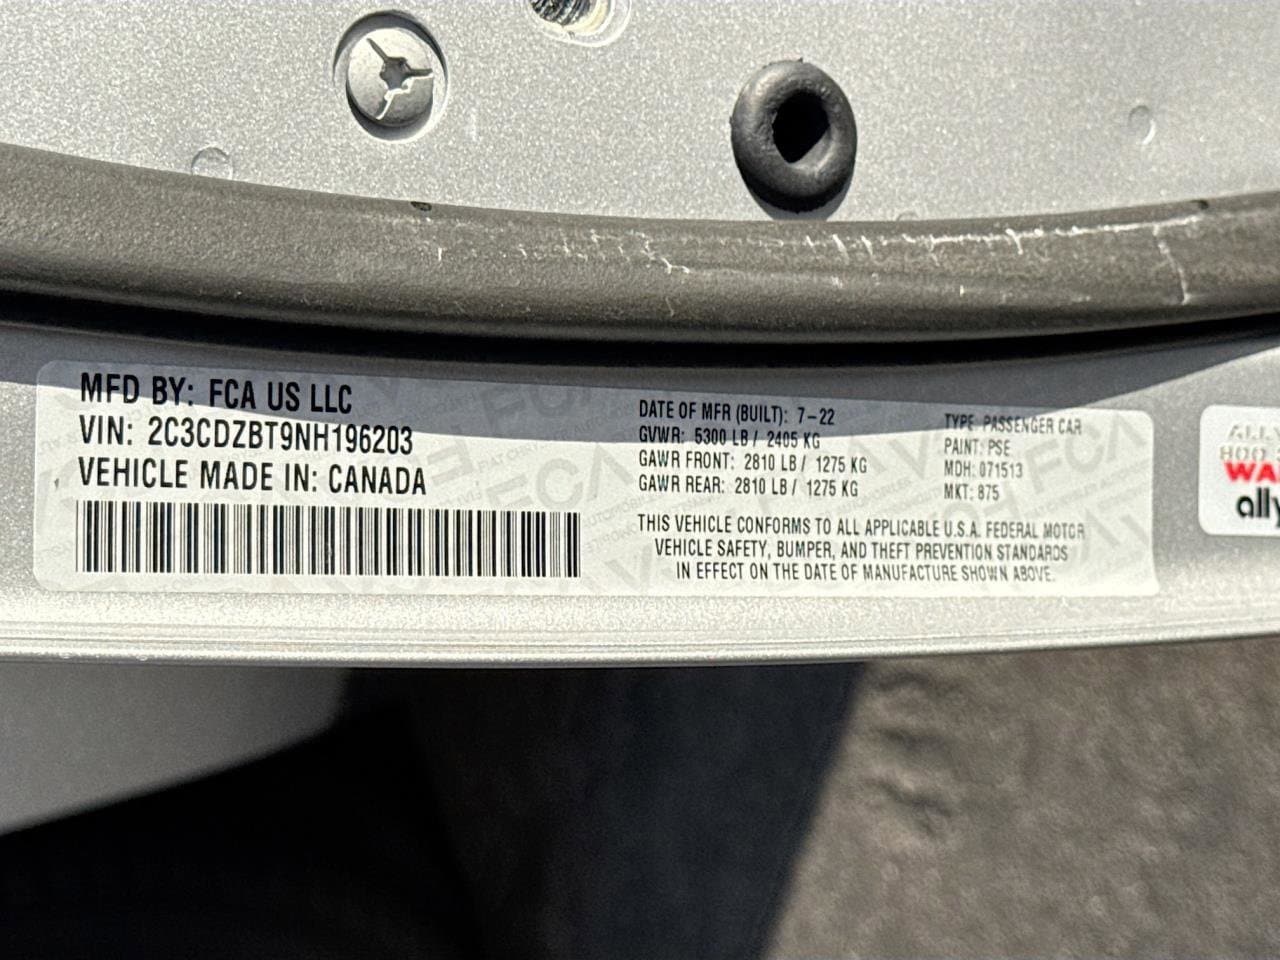 MFD BY: FCA US LLC
VIN: 2C3CDZBT9NH196203
VEHICLE MADE IN: CANADA
DATE OF MFR (BUILT): 7-22
GVWR: 5300 LB / 2405 KG
GAWR FRONT: 2810 LB / 1275 KG
GAWR REAR: 2810 LB / 1275 KG
TYPE: PASSENGER CAR
PAINT: PSE
MDH: 071513
MKT: 875
THIS VEHICLE CONFORMS TO ALL APPLICABLE U.S.A. FEDERAL MOTOR
VEHICLE SAFETY, BUMPER, AND THEFT PREVENTION STANDARDS
IN EFFECT ON THE DATE OF MANUFACTURE SHOWN ABOVE.
WA
ally